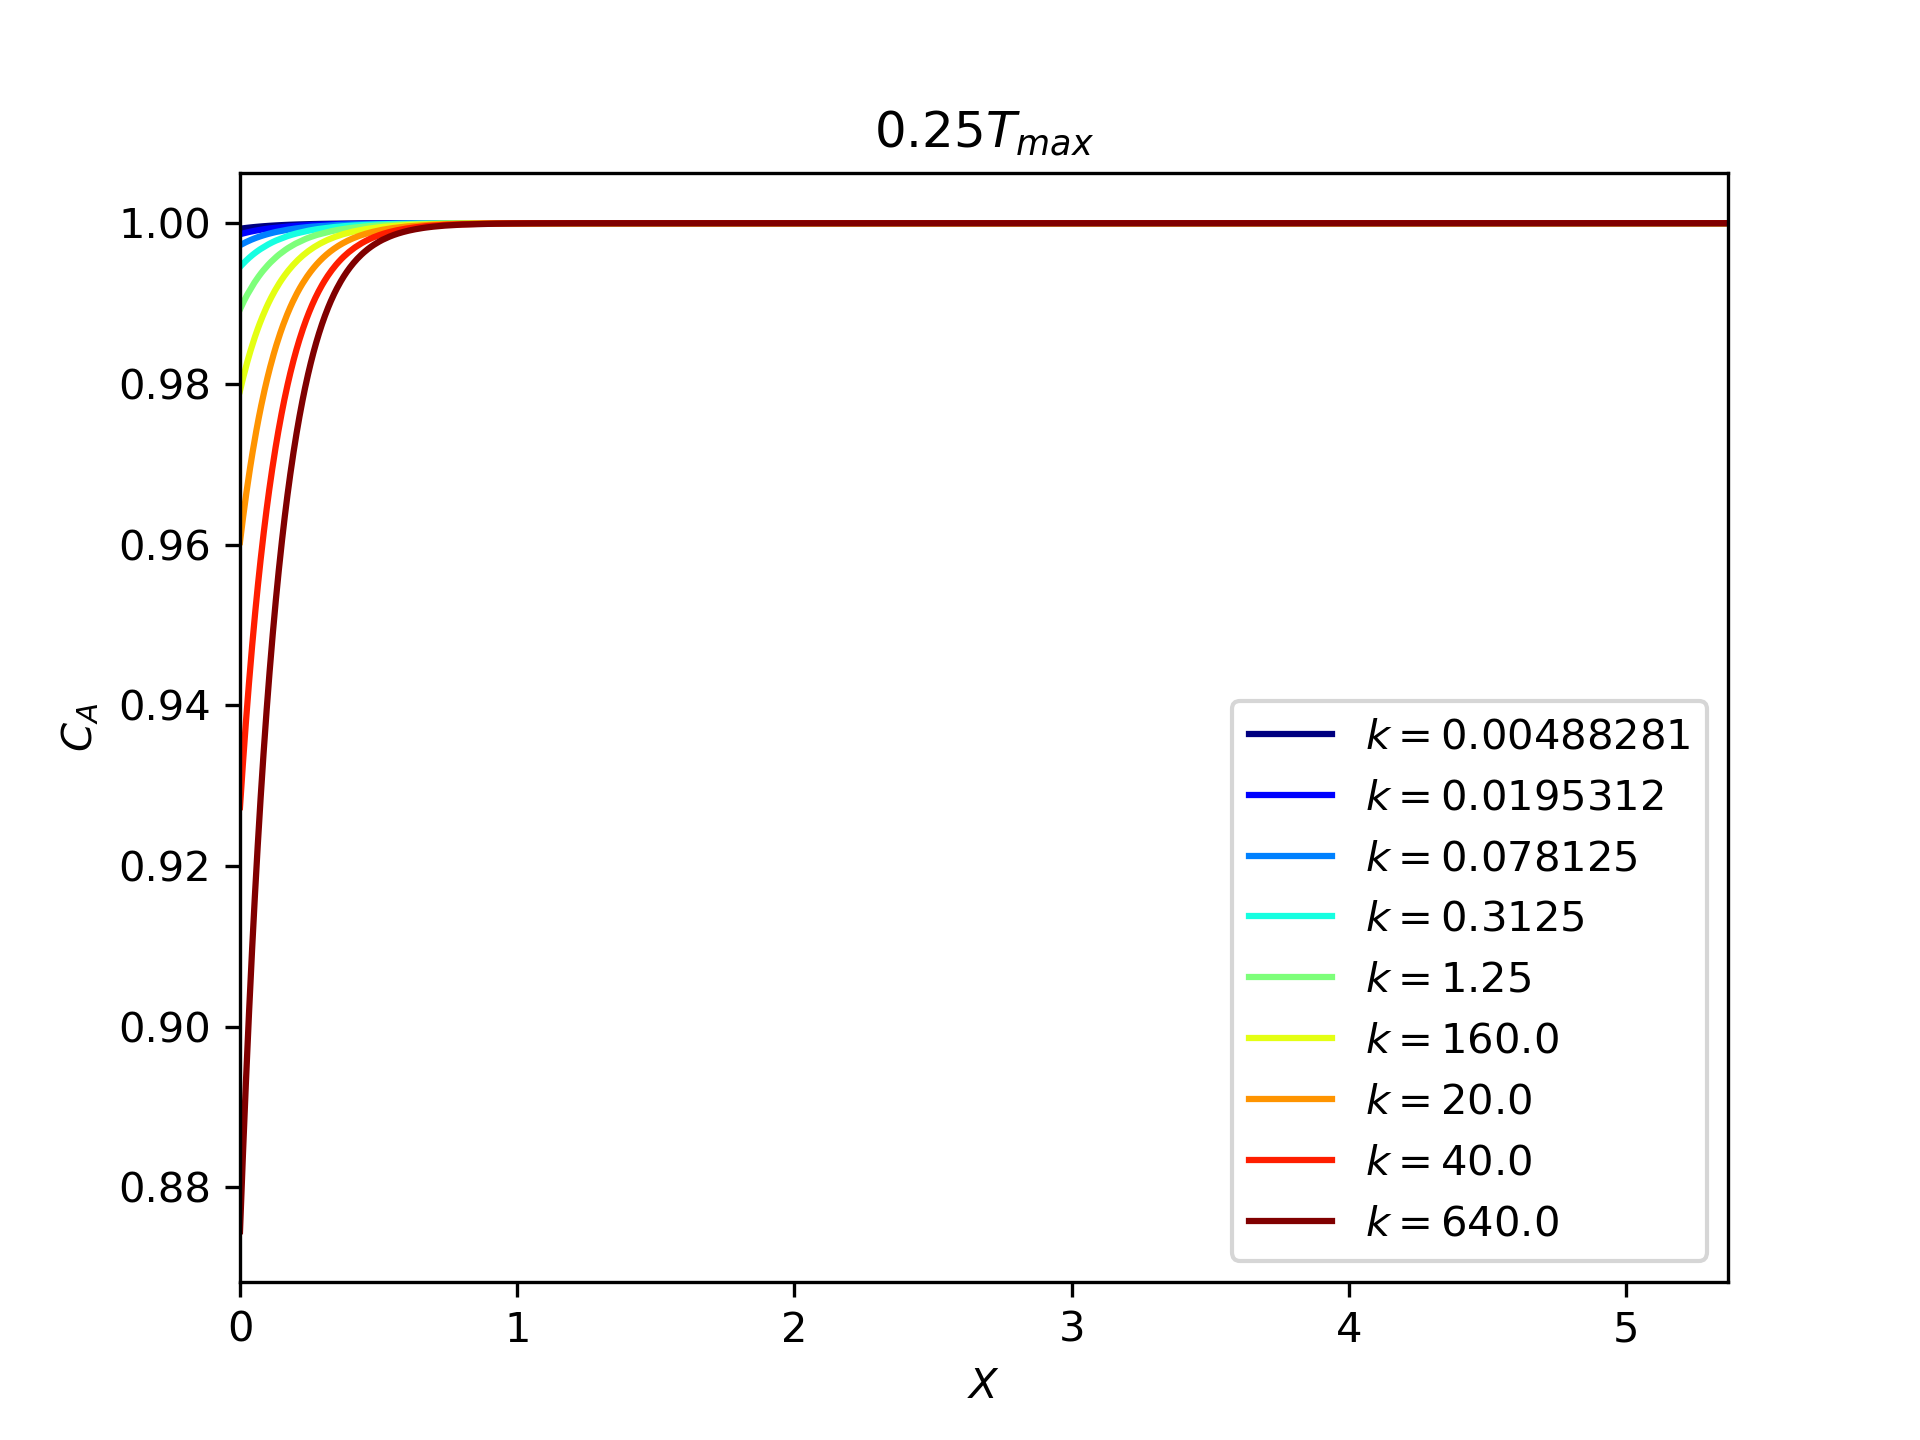 0.25T_{max}
1.00
0.98
0.96
0.94
0.92
0.90
0.88
C_A
k = 0.00488281
k = 0.0195312
k = 0.078125
k = 0.3125
k = 1.25
k = 160.0
k = 20.0
k = 40.0
k = 640.0
0 1 2 3 4 5
X